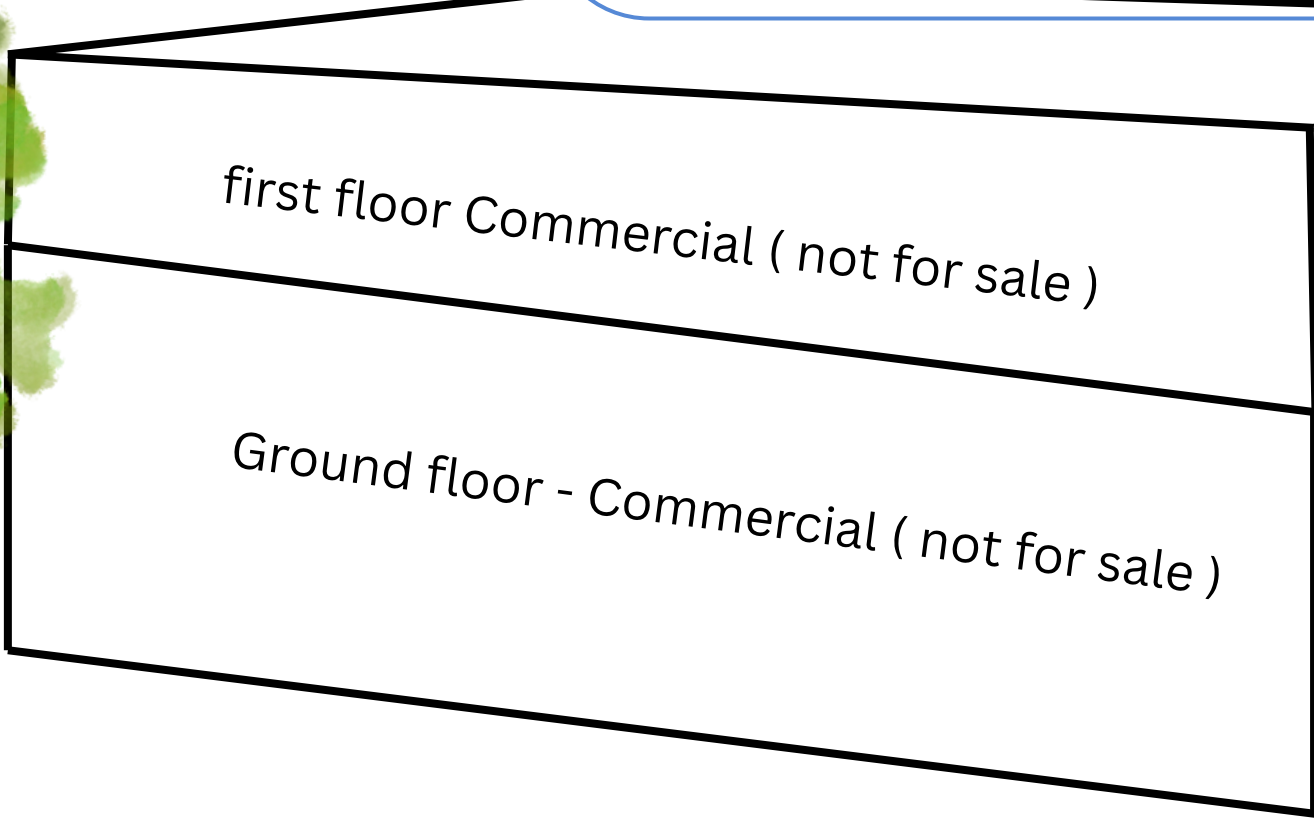 first floor Commercial ( not for sale )
Ground floor - Commercial ( not for sale )